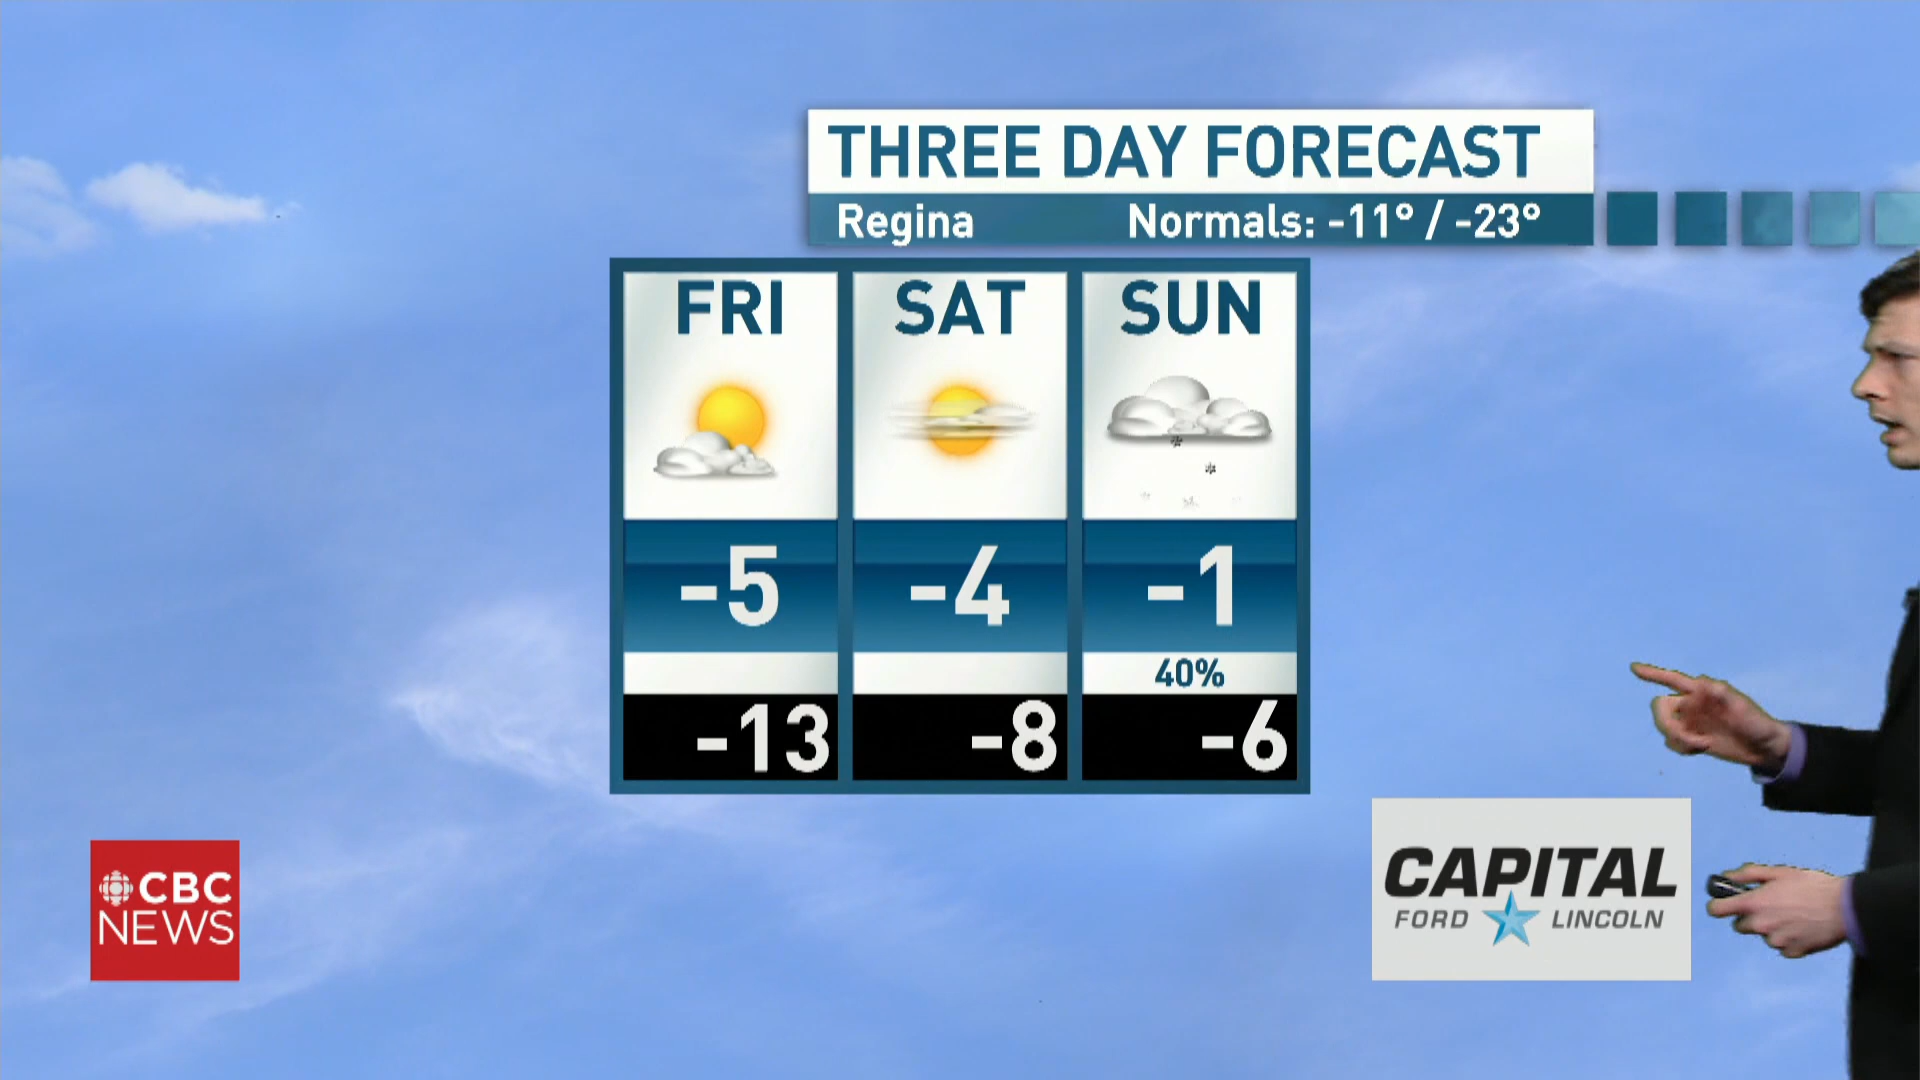 THREE DAY FORECAST
Regina Normals: -11° / -23°
FRI SAT SUN
-5 -4 -1
40%
-13 -8 -6
CBC
NEWS
CAPITAL
FORD LINCOLN